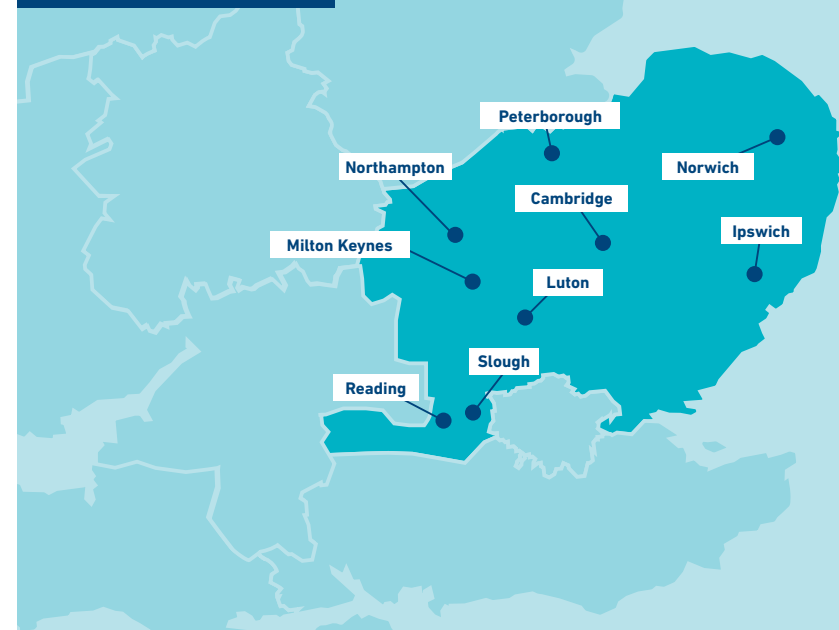 Peterborough
Northampton
Norwich
Cambridge
Ipswich
Milton Keynes
Luton
Slough
Reading